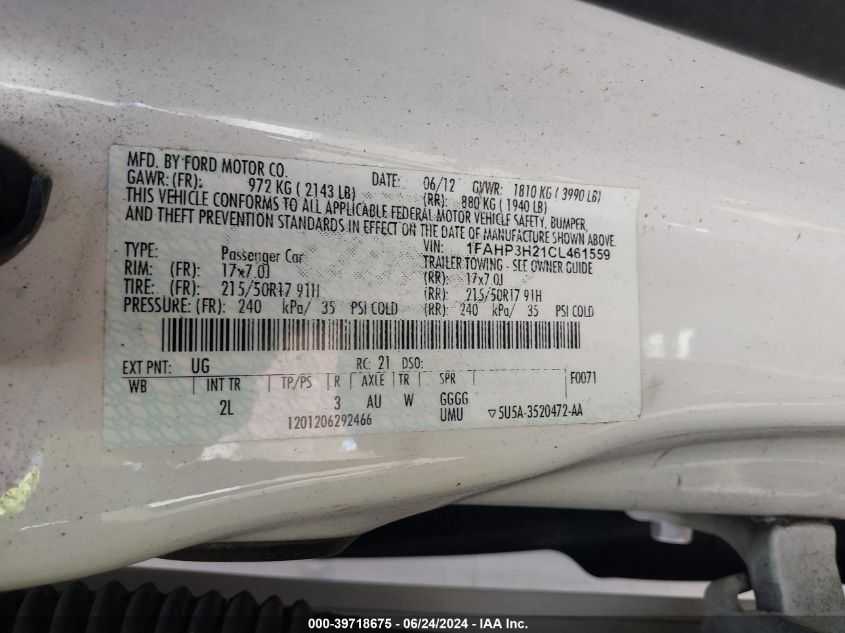 MFD. BY FORD MOTOR CO.
DATE: 06/12 GVWR: 1810 KG ( 3990 LB)
GAWR: (FR): 972 KG ( 2143 LB) (RR): 880 KG ( 1940 LB)
THIS VEHICLE CONFORMS TO ALL APPLICABLE FEDERAL MOTOR VEHICLE SAFETY, BUMPER,
AND THEFT PREVENTION STANDARDS IN EFFECT ON THE DATE OF MANUFACTURE SHOWN ABOVE.
VIN: 1FAHP3H21CL461559
TYPE: Passenger Car TRAILER TOWING - SEE OWNER GUIDE
RIM: (FR) 17x7.0J (RR): 17x7.0J
TIRE: (FR): 215/50R17 91H (RR): 215/50R17 91H
PRESSURE: (FR): 240 kPa/ 35 PSI COLD (RR): 240 kPa/ 35 PSI COLD
EXT PNT: UG RC: 21 DSO:
WB INT TR TP/PS R AXLE TR SPR F0071
2L 3 AU W GGGG
UMU ▽5U5A-3520472-AA
1201206292466
000-39718675 - 06/24/2024 - IAA Inc.